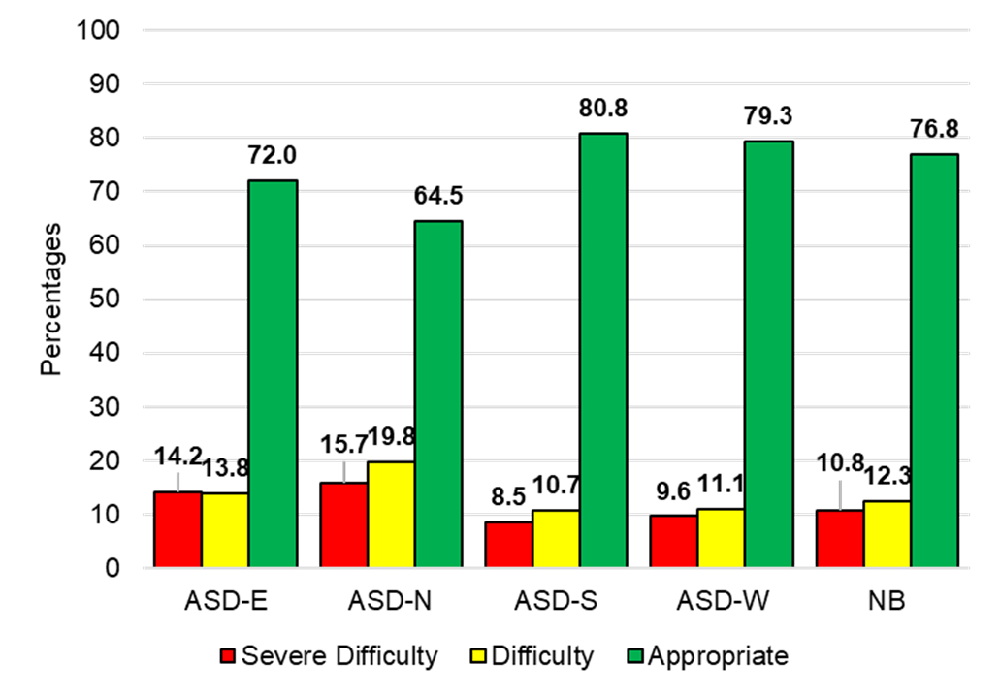 100
90
80
70
60
50
40
30
20
10
0
Percentages
14.2 13.8 72.0
15.7 19.8 64.5
8.5 10.7 80.8
9.6 11.1 79.3
10.8 12.3 76.8
ASD-E ASD-N ASD-S ASD-W NB
Severe Difficulty Difficulty Appropriate